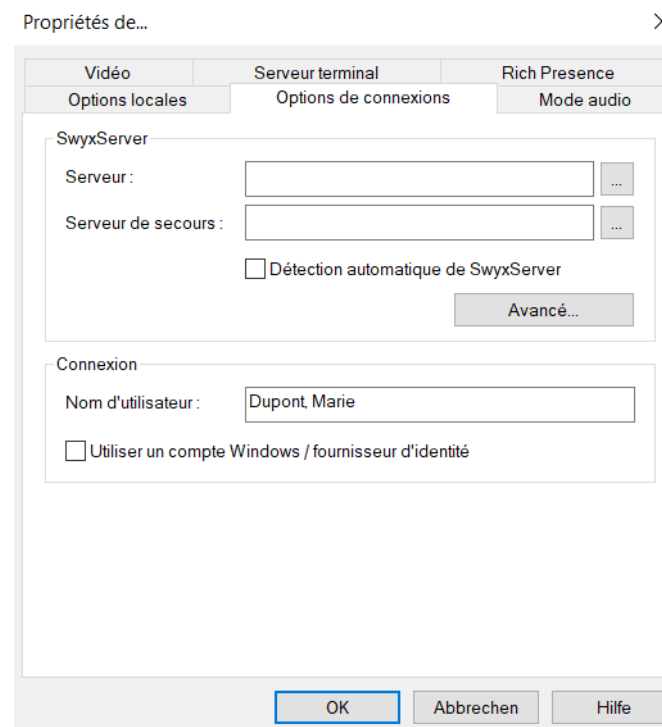 Propriétés de...
Vidéo Serveur terminal Rich Presence
Options locales Options de connexions Mode audio
SwyxServer
Serveur : ...
Serveur de secours : ...
Détection automatique de SwyxServer
Avancé...
Connexion
Nom d'utilisateur : Dupont, Marie
Utiliser un compte Windows / fournisseur d'identité
OK Abbrechen Hilfe